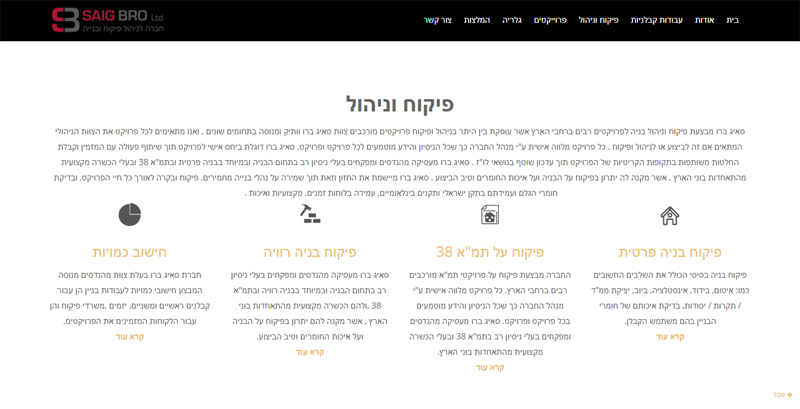 SAIG BRO Ltd
חברה לניהול פיקוח ובנייה
בית אודות עבודות קבלניות פיקוח וניהול פרוייקטים גלריה המלצות צור קשר
פיקוח וניהול
סאיג ברו מבצעת פיקוח וניהול בניה לפרויקטים רבים ברחבי הארץ אשר עוסקת בין היתר בניהול ופיקוח פרויקטים מורכבים צוות סאיג ברו וותיק ומנוסה בתחומים שונים , ואנו מתאימים לכל פרויקט את הצוות הניהולי
המתאים אם זה לביצוע או לניהול ופיקוח . כל פרויקט מלווה אישית ע"י מנהל החברה כך שכל הניסיון והידע מוטמעים לכל פרויקט ופרויקט. סאיג ברו דוגלת ביחס אישי לפרויקט תוך שיתוף פעולה עם המזמין וקבלת
החלטות משותפות בתקופות הקריטיות של הפרויקט תוך עדכון שוטף בנושאי לו"ז . סאיג ברו מעסיקה מהנדסים ומפקחים בעלי ניסיון רב בתחום הבניה ובמיוחד בבניה פרטית ובתמ"א 38 ובעלי הכשרה מקצועית
מהתאחדות בוני הארץ , אשר מקנה לה יתרון בפיקוח על הבניה ועל איכות החומרים וטיב הביצוע . סאיג ברו מיישמת את החזון וזאת תוך שמירה על נהלי בנייה מחמירים, פיקוח ובקרה לאורך כל חיי הפרויקט, ובדיקת
חומרי הגלם ועמידתם בתקן ישראלי ותקנים בינלאומיים, עמידה בלוחות זמנים, מקצועיות ואיכות .
פיקוח בניה פרטית
פיקוח בניה בסיסי הכולל את השלבים החשובים
כמו: איטום, בידוד, אינסטלציה, ביוב, יציקת ממ"ד
/ תקרות / יסודות, בדיקת איכותם של חומרי
הבניין בהם משתמש הקבלן.
קרא עוד
פיקוח על תמ"א 38
החברה מבצעת פיקוח על פרויקטי תמ"א מורכבים
רבים ברחבי הארץ. כל פרויקט מלווה אישית ע"י
מנהל החברה כך שכל הניסיון והידע מוטמעים
בכל פרויקט ופרויקט. סאיג ברו מעסיקה מהנדסים
ומפקחים בעלי ניסיון רב בתמ"א 38 ובעלי הכשרה
מקצועית מהתאחדות בוני הארץ.
קרא עוד
פיקוח בניה רוויה
סאיג ברו מעסיקה מהנדסים ומפקחים בעלי ניסיון
רב בתחום הבניה ובמיוחד בבניה רוויה ובתמ"א
38 ,ולהם הכשרה מקצועית מהתאחדות בוני
הארץ , אשר מקנה להם יתרון בפיקוח על הבניה
ועל איכות החומרים וטיב הביצוע.
קרא עוד
חישוב כמויות
חברת סאיג ברו בעלת צוות מהנדסים מנוסה
המבצע חישובי כמויות לעבודות בניין הן עבור
קבלנים ראשיים ומשניים, יזמים ,משרדי פיקוח והן
עבור הלקוחות המזמינים את הפרויקטים.
קרא עוד
TOP